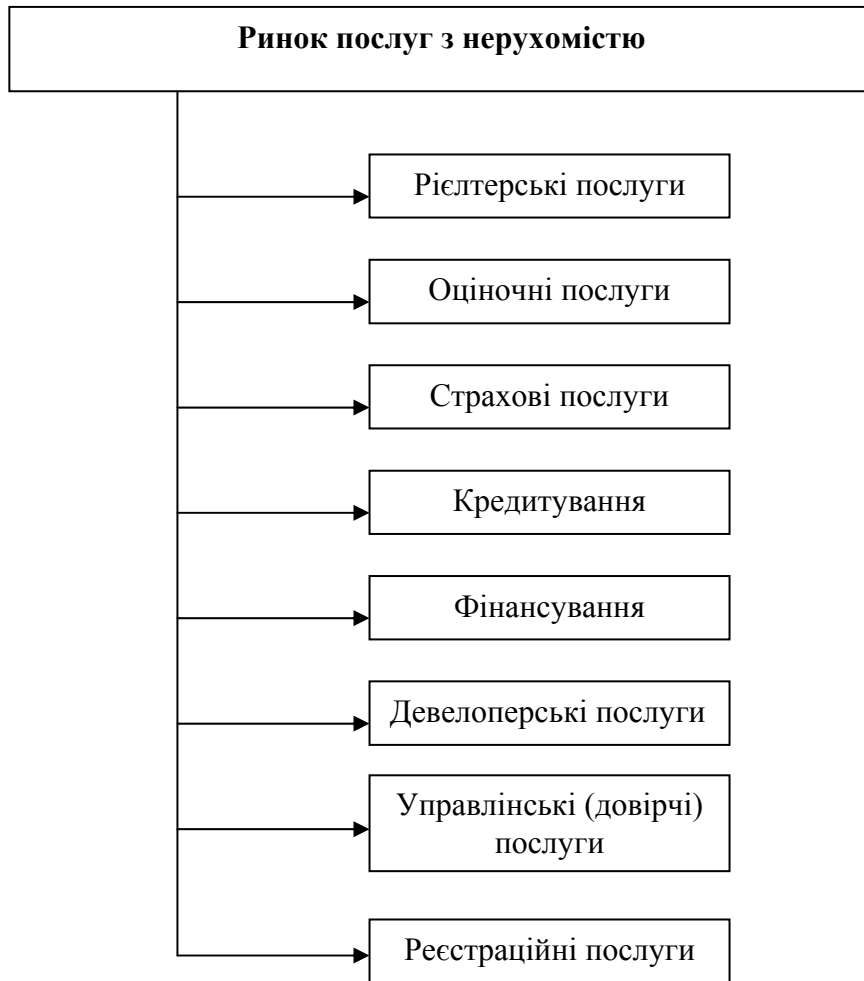 Ринок послуг з нерухомістю
Рієлтерські послуги
Оціночні послуги
Страхові послуги
Кредитування
Фінансування
Девелоперські послуги
Управлінські (довірчі)
послуги
Реєстраційні послуги